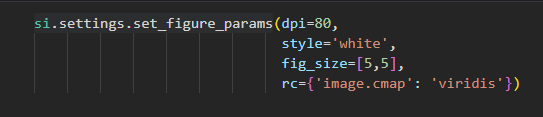 si.settings.set_figure_params(dpi=80,
style='white',
fig_size=[5,5],
rc={'image.cmap': 'viridis'})